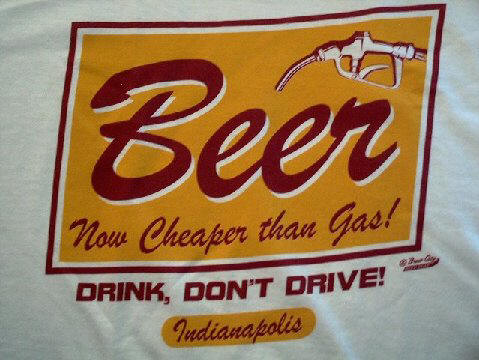 Beer
Now Cheaper than Gas!
DRINK, DON'T DRIVE!
Indianapolis